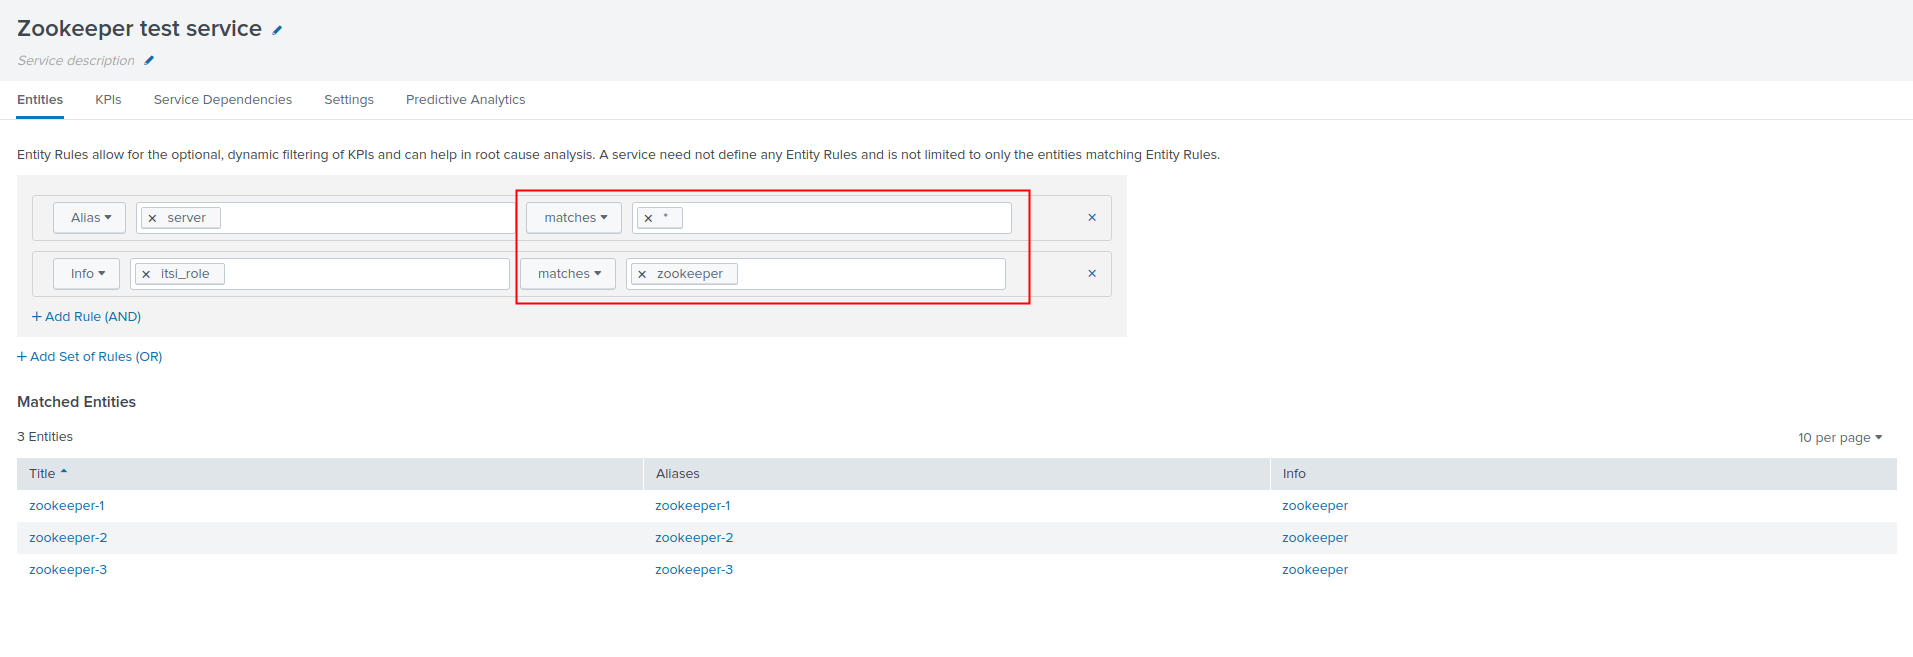 Zookeeper test service
Service description
Entities KPIs Service Dependencies Settings Predictive Analytics
Entity Rules allow for the optional, dynamic filtering of KPIs and can help in root cause analysis. A service need not define any Entity Rules and is not limited to only the entities matching Entity Rules.
Alias × server matches × * ×
Info × itsi_role matches × zookeeper ×
+ Add Rule (AND)
+ Add Set of Rules (OR)
Matched Entities
3 Entities 10 per page
Title Aliases Info
zookeeper-1 zookeeper-1 zookeeper
zookeeper-2 zookeeper-2 zookeeper
zookeeper-3 zookeeper-3 zookeeper